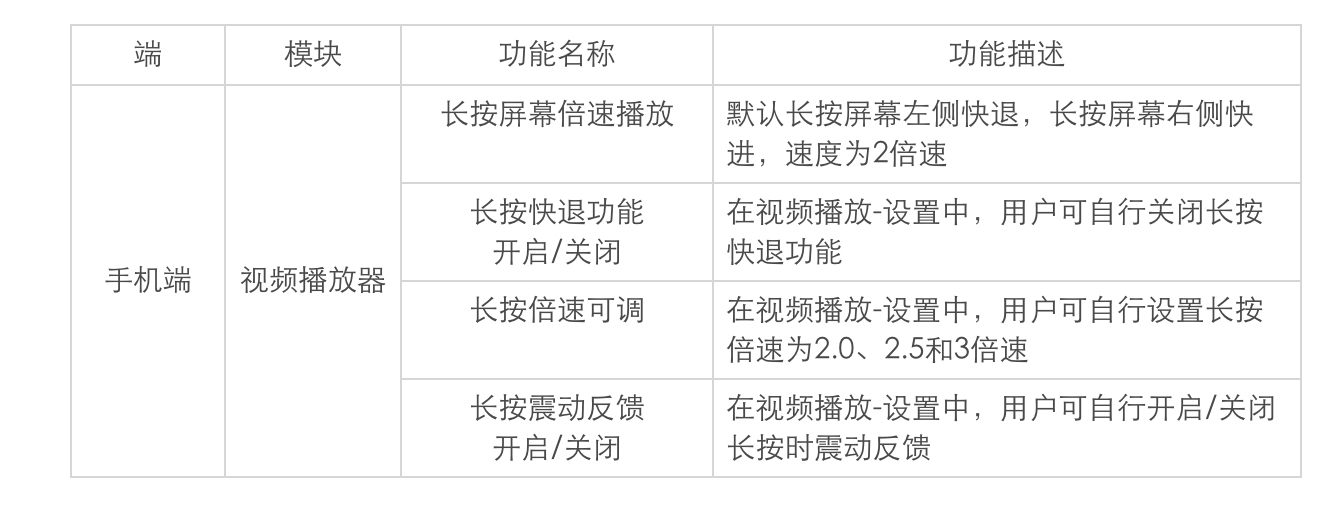 端 模块 功能名称 功能描述
长按屏幕倍速播放
默认长按屏幕左侧快退，长按屏幕右侧快
进，速度为2倍速
长按快退功能
开启/关闭
在视频播放-设置中，用户可自行关闭长按
快退功能
手机端
视频播放器
长按倍速可调
在视频播放-设置中，用户可自行设置长按
倍速为2.0、2.5和3倍速
长按震动反馈
开启/关闭
在视频播放-设置中，用户可自行开启/关闭
长按时震动反馈